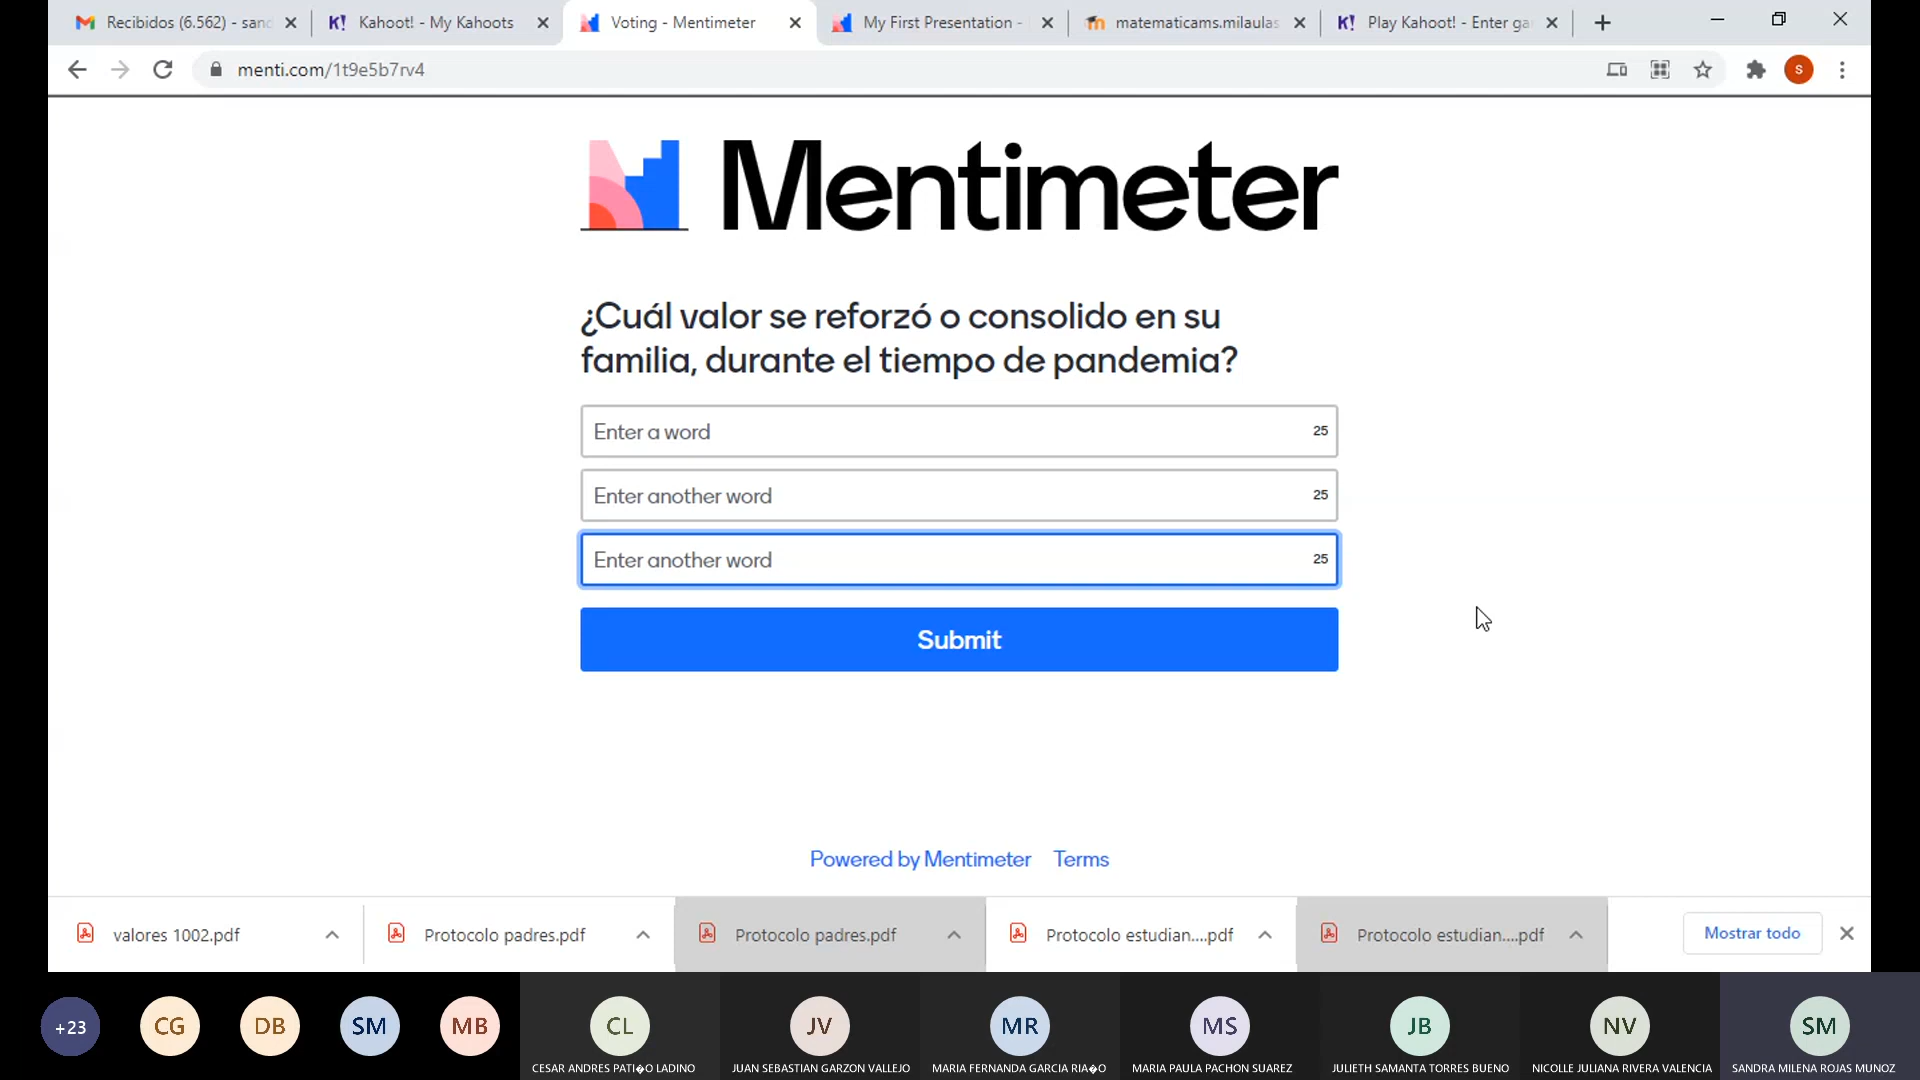 Recibidos (6.562) - sand
Kahoot! - My Kahoots
Voting - Mentimeter
My First Presentation -
matematicams.milaulas
Play Kahoot! - Enter ga
menti.com/1t9e5b7rv4
S
Mentimeter
¿Cuál valor se reforzó o consolido en su
familia, durante el tiempo de pandemia?
Enter a word
25
Enter another word
25
Enter another word
25
Submit
Powered by Mentimeter Terms
valores 1002.pdf
Protocolo padres.pdf
Protocolo padres.pdf
Protocolo estudian....pdf
Protocolo estudian....pdf
Mostrar todo
+23
CG
DB
SM
MB
CL
JV
MR
MS
JB
NV
SM
CESAR ANDRES PATI�O LADINO
JUAN SEBASTIAN GARZON VALLEJO
MARIA FERNANDA GARCIA RIA�O
MARIA PAULA PACHON SUAREZ
JULIETH SAMANTA TORRES BUENO
NICOLLE JULIANA RIVERA VALENCIA
SANDRA MILENA ROJAS MUNOZ